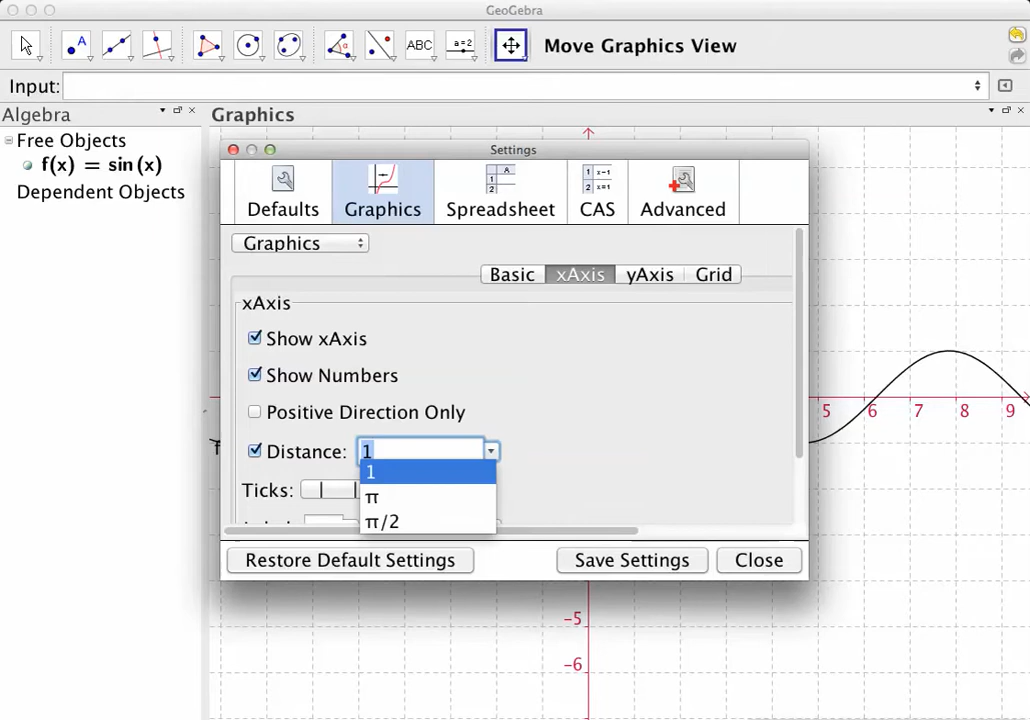 GeoGebra
A
ABC
a=2
Move Graphics View
Input:
Algebra
Graphics
Free Objects
f(x) = sin(x)
Dependent Objects
Settings
Defaults
Graphics
Spreadsheet
CAS
Advanced
Graphics
Basic
xAxis
yAxis
Grid
xAxis
Show xAxis
Show Numbers
Positive Direction Only
Distance:
1
1
π
π/2
Ticks:
Restore Default Settings
Save Settings
Close
5 6 7 8 9
f
-5
-6